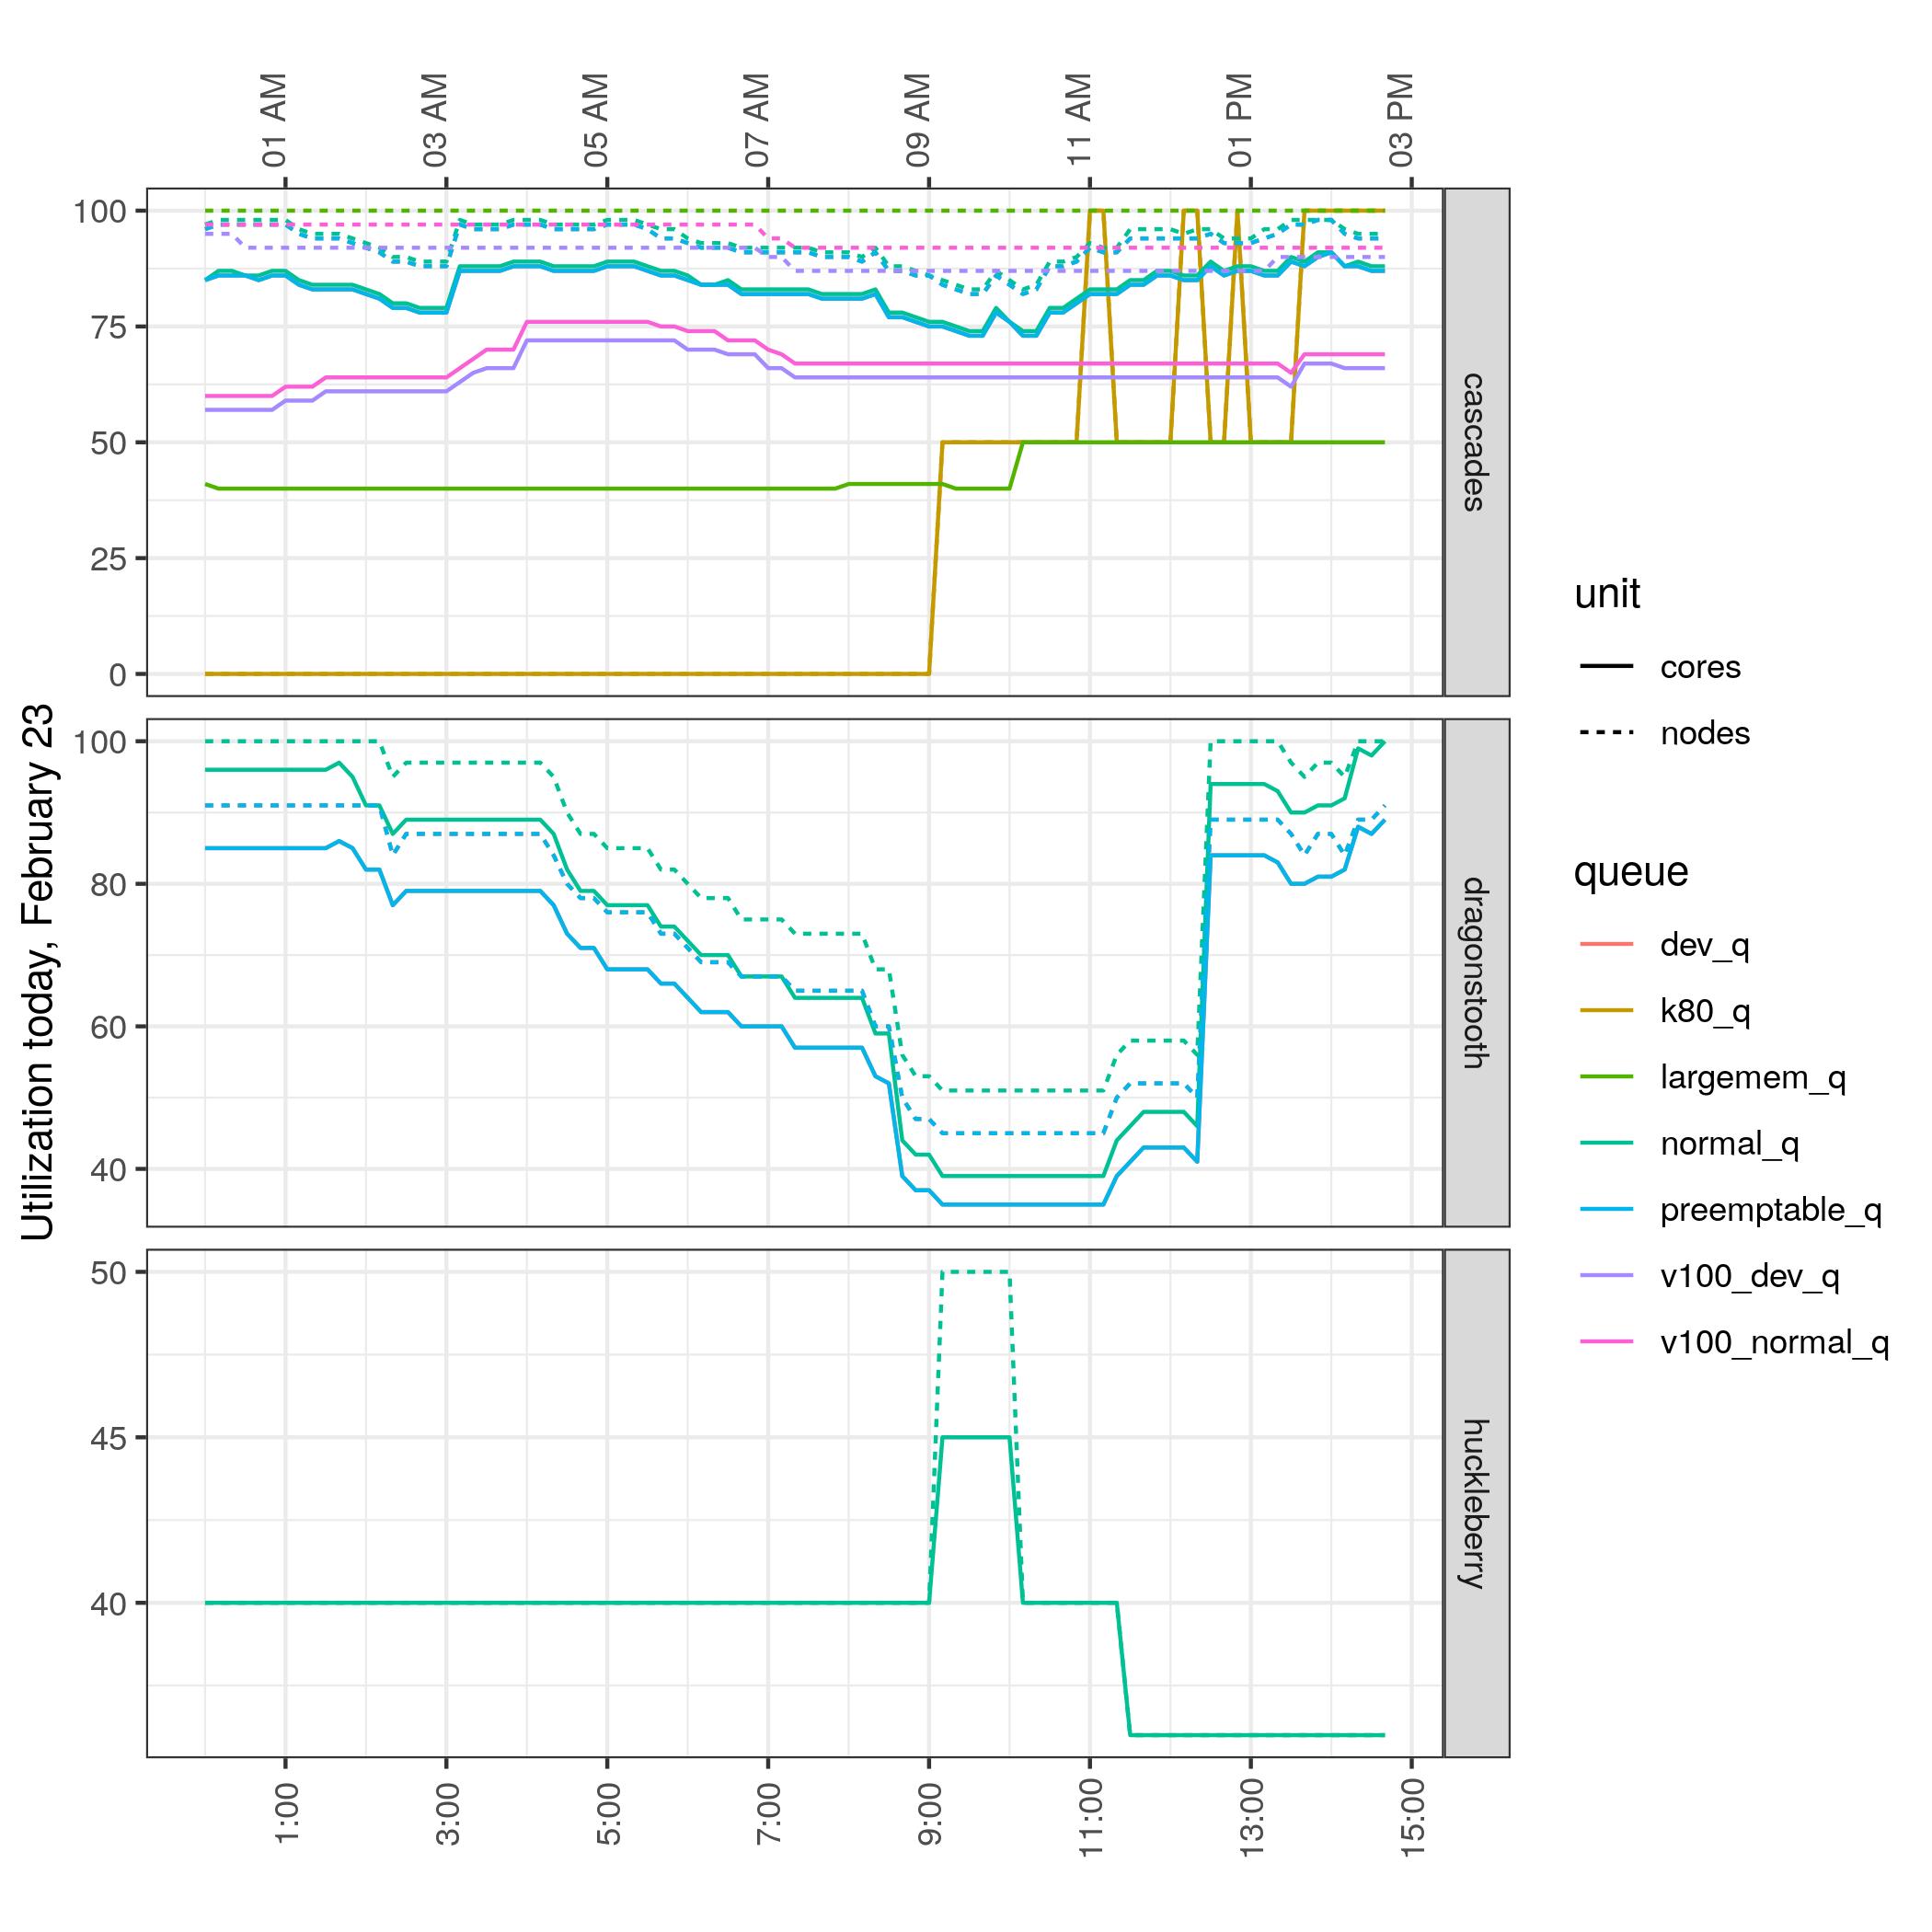 01 AM
03 AM
05 AM
07 AM
09 AM
11 AM
01 PM
03 PM
Utilization today, February 23
100
75
50
25
0
cascades
100
80
60
40
dragonstooth
50
45
40
huckleberry
1:00
3:00
5:00
7:00
9:00
11:00
13:00
15:00
unit
cores
nodes
queue
dev_q
k80_q
largemem_q
normal_q
preemptable_q
v100_dev_q
v100_normal_q